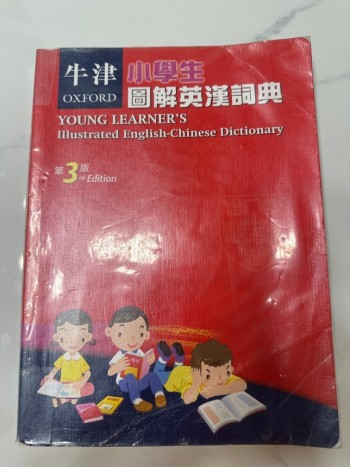 牛津
OXFORD
小學生
圖解英漢詞典
YOUNG LEARNER'S
Illustrated English-Chinese Dictionary
第3版
rd Edition